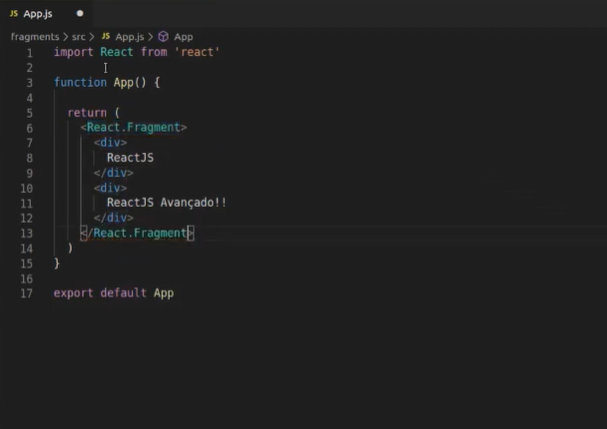 JS App.js
fragments > src > JS App.js > App
1 import React from 'react'
2
3 function App() {
4
5 return (
6 <React.Fragment>
7 <div>
8 ReactJS
9 </div>
10 <div>
11 ReactJS Avançado!!
12 </div>
13 </React.Fragment>
14 )
15 }
16
17 export default App